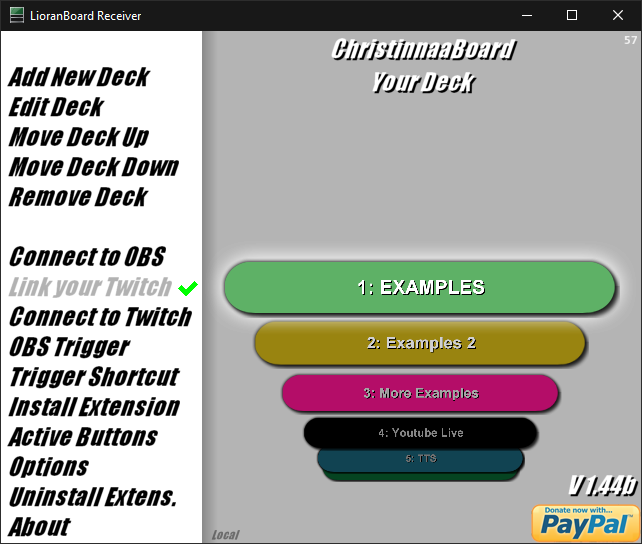 LioranBoard Receiver
57
ChristinnaaBoard
Your Deck
Add New Deck
Edit Deck
Move Deck Up
Move Deck Down
Remove Deck
Connect to OBS
Link your Twitch
Connect to Twitch
OBS Trigger
Trigger Shortcut
Install Extension
Active Buttons
Options
Uninstall Extens.
About
1: EXAMPLES
2: Examples 2
3: More Examples
4: Youtube Live
5: TTS
V 1.44b
Donate now with...
PayPal™
Local